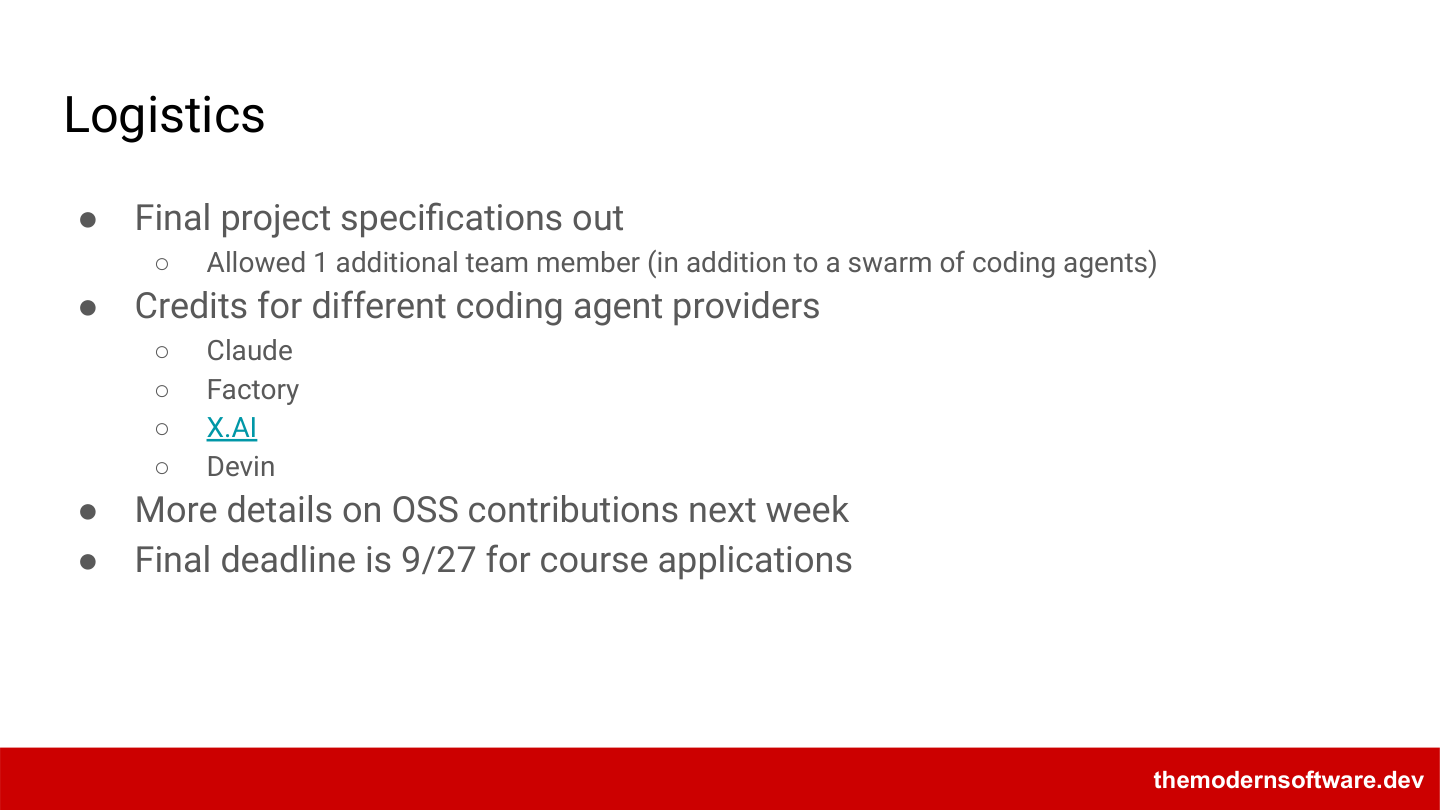 Logistics
● Final project specifications out
○ Allowed 1 additional team member (in addition to a swarm of coding agents)
● Credits for different coding agent providers
○ Claude
○ Factory
○ X.AI
○ Devin
● More details on OSS contributions next week
● Final deadline is 9/27 for course applications
themodernsoftware.dev